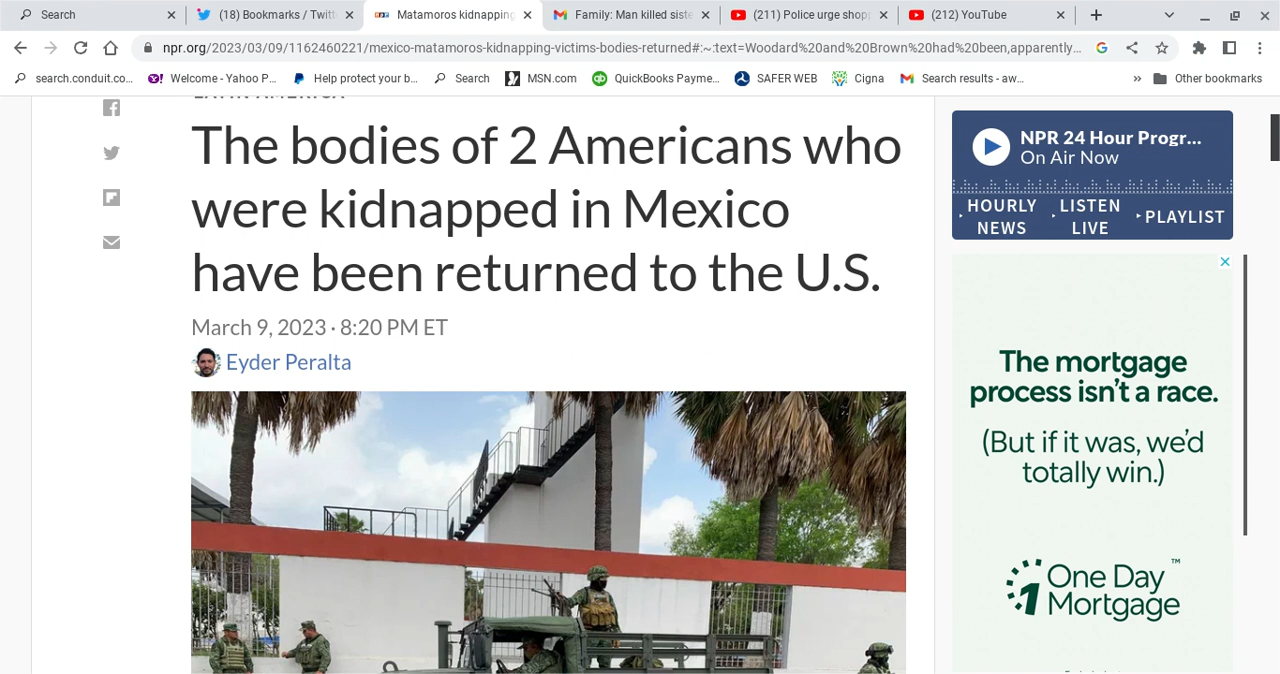 Search
(18) Bookmarks / Twitt
Matamoros kidnapping
Family: Man killed siste
(211) Police urge shopp
(212) YouTube
npr.org/2023/03/09/1162460221/mexico-matamoros-kidnapping-victims-bodies-returned#:~:text=Woodard%20and%20Brown%20had%20been,apparently...
search.conduit.co...
Welcome - Yahoo P...
Help protect your b...
Search
MSN.com
QuickBooks Payme...
SAFER WEB
Cigna
Search results - aw...
»
Other bookmarks
LATIN AMERICA
The bodies of 2 Americans who
were kidnapped in Mexico
have been returned to the U.S.
March 9, 2023 · 8:20 PM ET
Eyder Peralta
NPR 24 Hour Progr...
On Air Now
HOURLY NEWS
LISTEN LIVE
PLAYLIST
The mortgage
process isn't a race.
(But if it was, we'd
totally win.)
One Day
Mortgage™